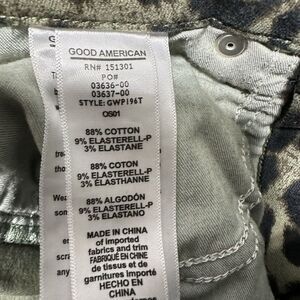 GOOD AMERICAN
RN# 151301
PO#
03636-00
03637-00
STYLE: GWP196T
OS01
88% COTTON
9% ELASTERELL-P
3% ELASTANE
88% COTON
9% ELASTERELL-P
3% ÉLASTHANNE
88% ALGODÓN
9% ELASTERELL-P
3% ELASTANO
MADE IN CHINA
of imported
fabrics and trim
FABRIQUÉ EN CHINE
de tissus et de
garnitures importés
HECHO EN
CHINA